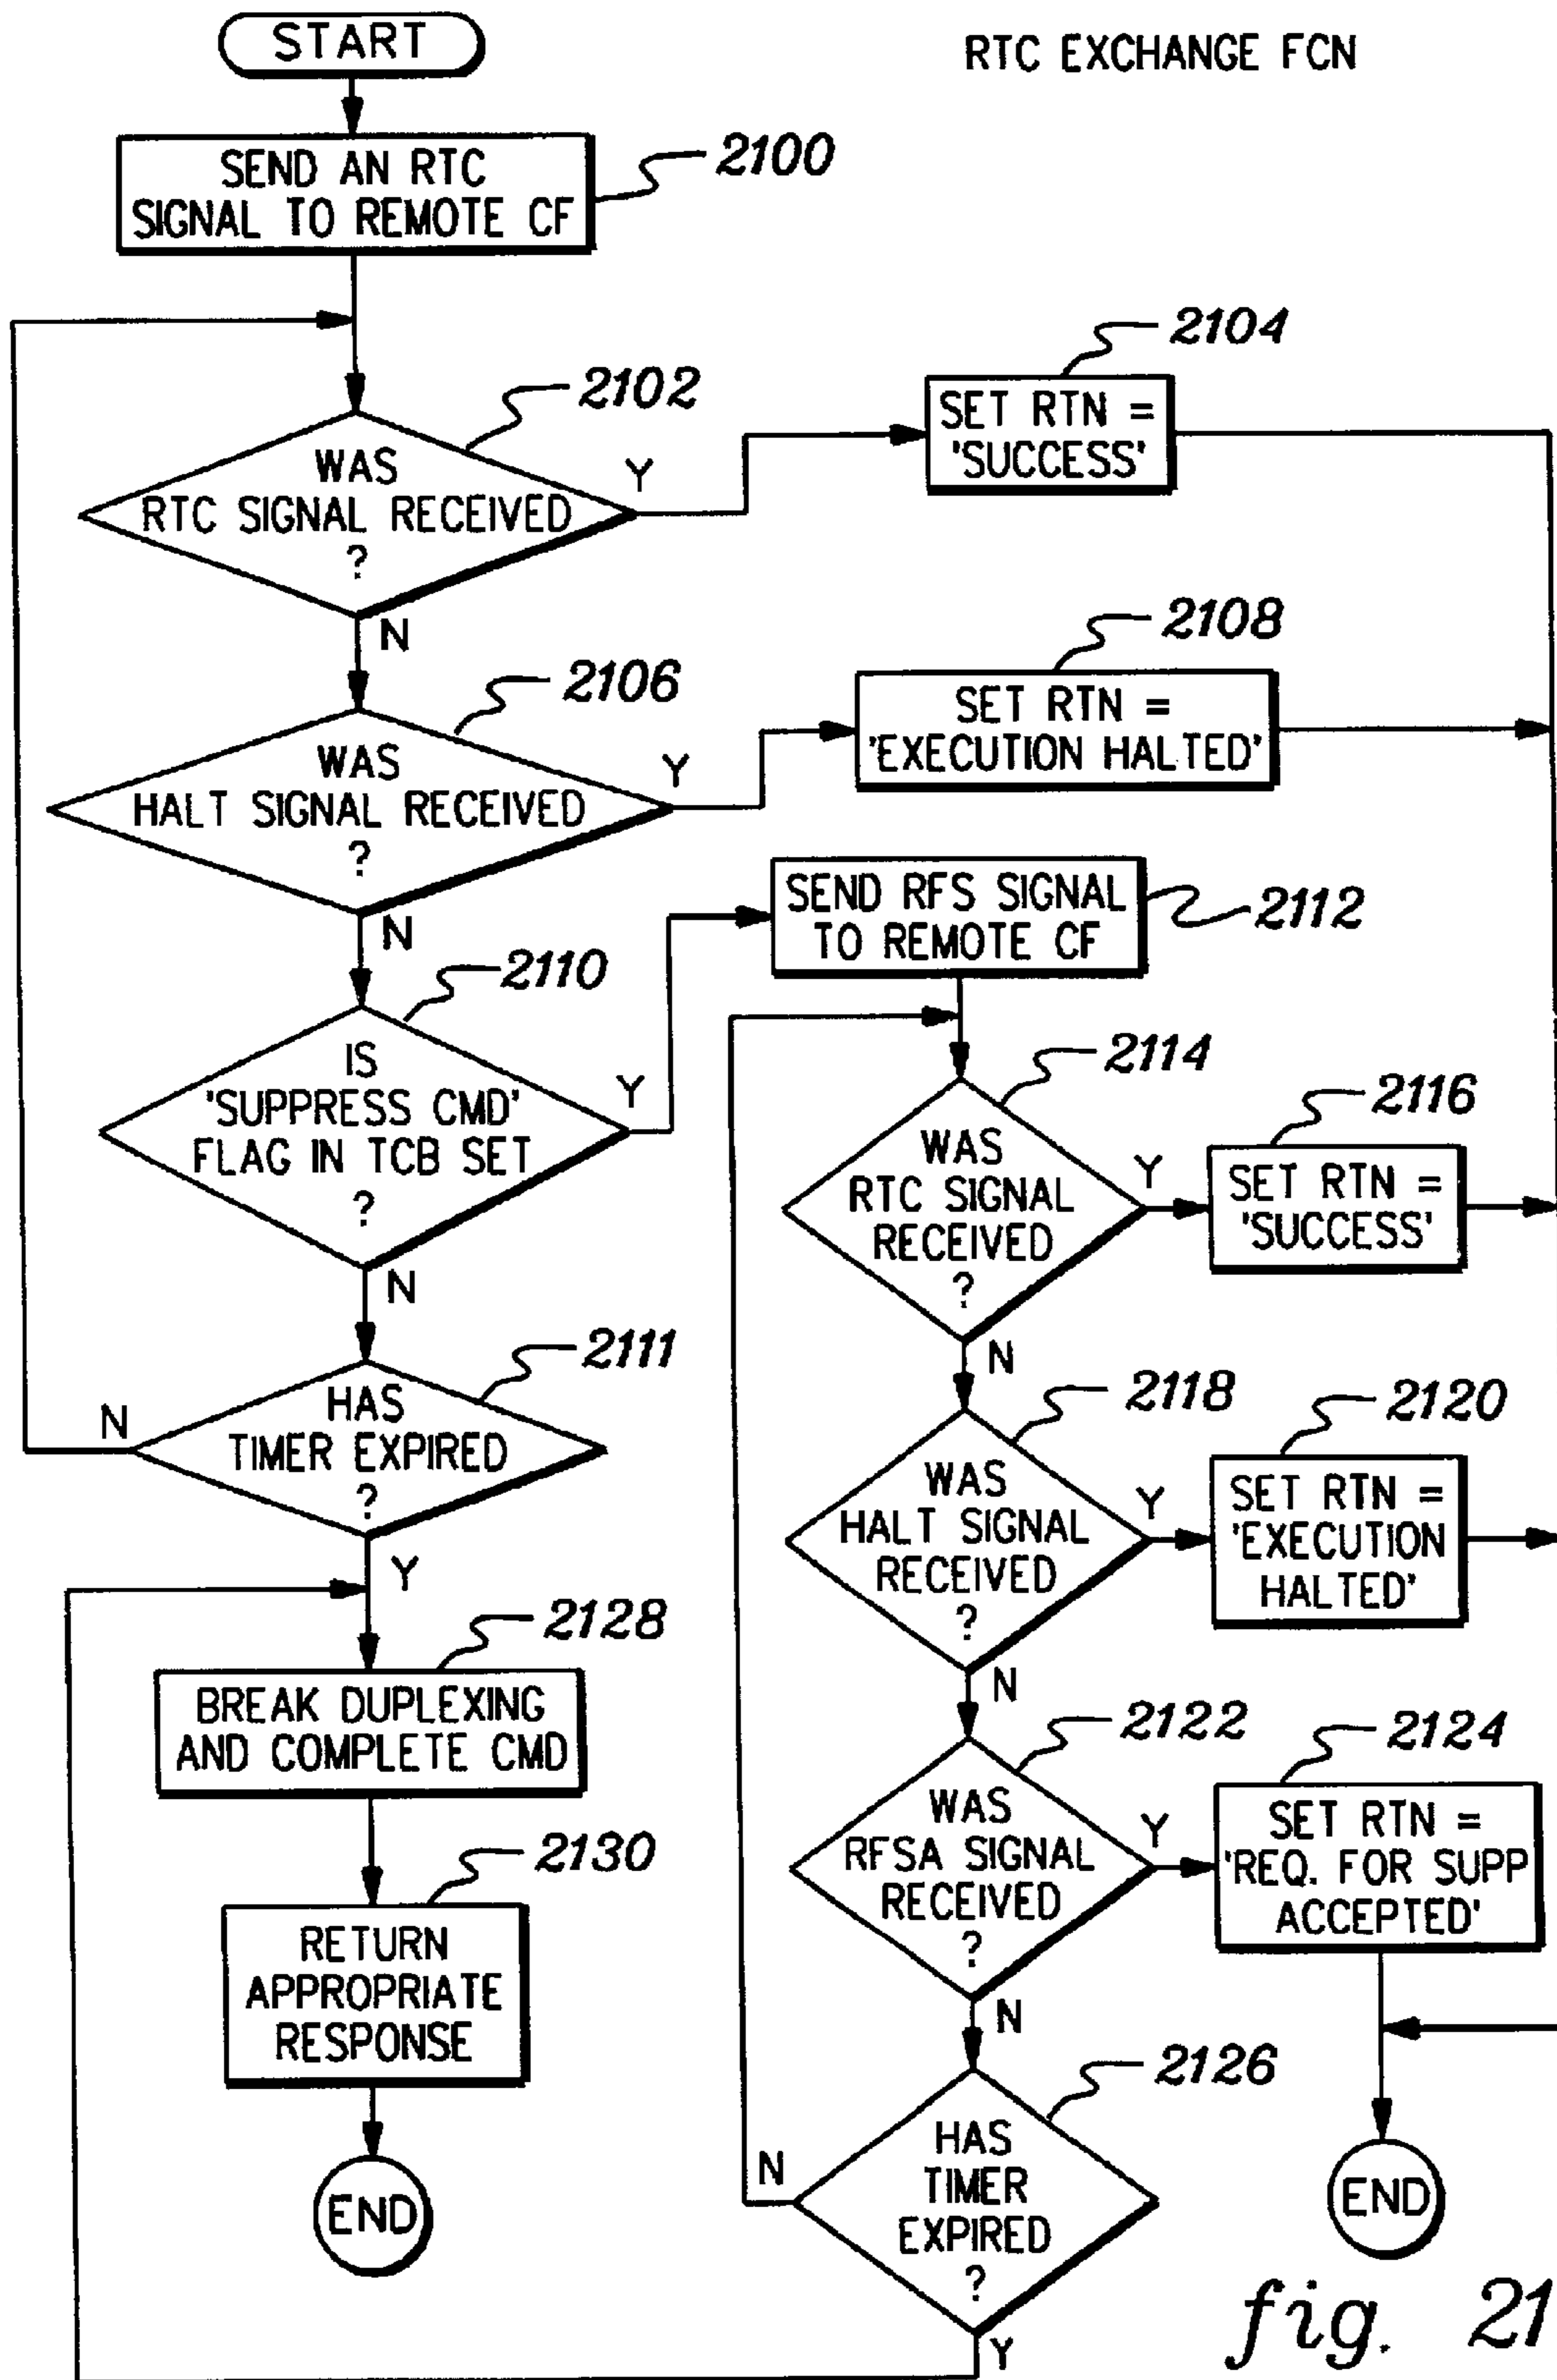 START
RTC EXCHANGE FCN
SEND AN RTC
SIGNAL TO REMOTE CF
2100
WAS
RTC SIGNAL RECEIVED
?
2102
Y
N
SET RTN =
'SUCCESS'
2104
WAS
HALT SIGNAL RECEIVED
?
2106
Y
N
SET RTN =
'EXECUTION HALTED'
2108
IS
'SUPPRESS CMD'
FLAG IN TCB SET
?
2110
Y
N
SEND RFS SIGNAL
TO REMOTE CF
2112
HAS
TIMER EXPIRED
?
2111
N
Y
WAS
RTC SIGNAL
RECEIVED
?
2114
Y
N
SET RTN =
'SUCCESS'
2116
WAS
HALT SIGNAL
RECEIVED
?
2118
Y
N
SET RTN =
'EXECUTION
HALTED'
2120
WAS
RFSA SIGNAL
RECEIVED
?
2122
Y
N
SET RTN =
'REQ. FOR SUPP
ACCEPTED'
2124
HAS
TIMER
EXPIRED
?
2126
N
Y
BREAK DUPLEXING
AND COMPLETE CMD
2128
RETURN
APPROPRIATE
RESPONSE
2130
END
END
fig. 21